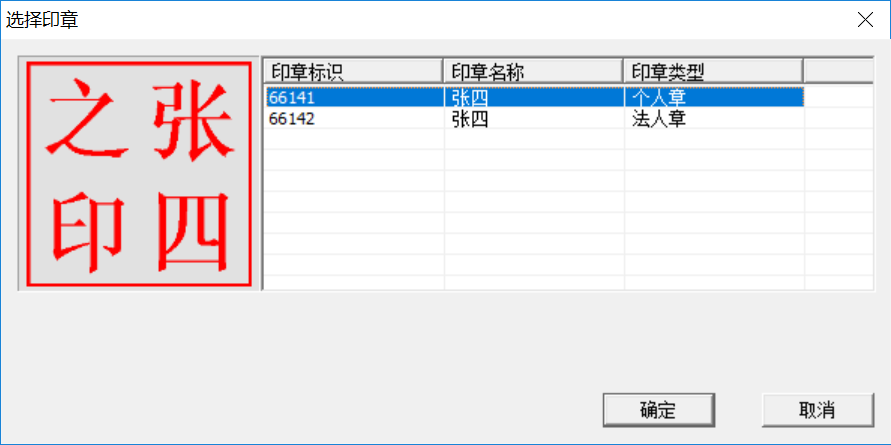 选择印章
之张
印四
印章标识 印章名称 印章类型
66141 张四 个人章
66142 张四 法人章
确定 取消